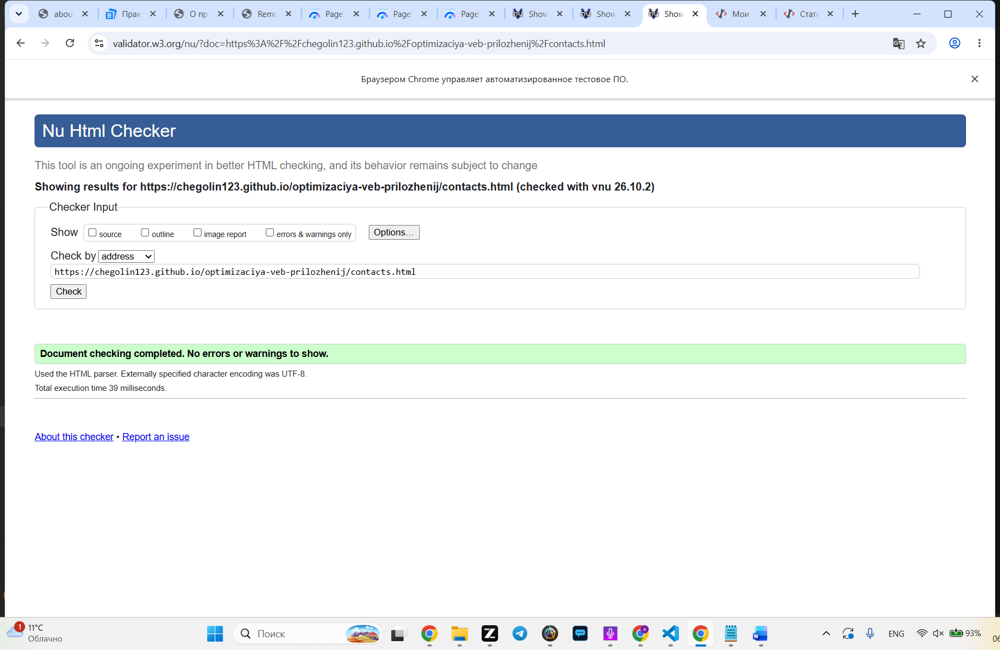 abou
Прак
О пр
Remc
Page
Page
Page
Show
Show
Show
Мои
Стати
validator.w3.org/nu/?doc=https%3A%2F%2Fchegolin123.github.io%2Foptimizaciya-veb-prilozhenij%2Fcontacts.html
Браузером Chrome управляет автоматизированное тестовое ПО.
Nu Html Checker
This tool is an ongoing experiment in better HTML checking, and its behavior remains subject to change
Showing results for https://chegolin123.github.io/optimizaciya-veb-prilozhenij/contacts.html (checked with vnu 26.10.2)
Checker Input
Show source outline image report errors & warnings only Options...
Check by address
https://chegolin123.github.io/optimizaciya-veb-prilozhenij/contacts.html
Check
Document checking completed. No errors or warnings to show.
Used the HTML parser. Externally specified character encoding was UTF-8.
Total execution time 39 milliseconds.
About this checker • Report an issue
1
11°C
Облачно
Поиск
ENG
93%
06